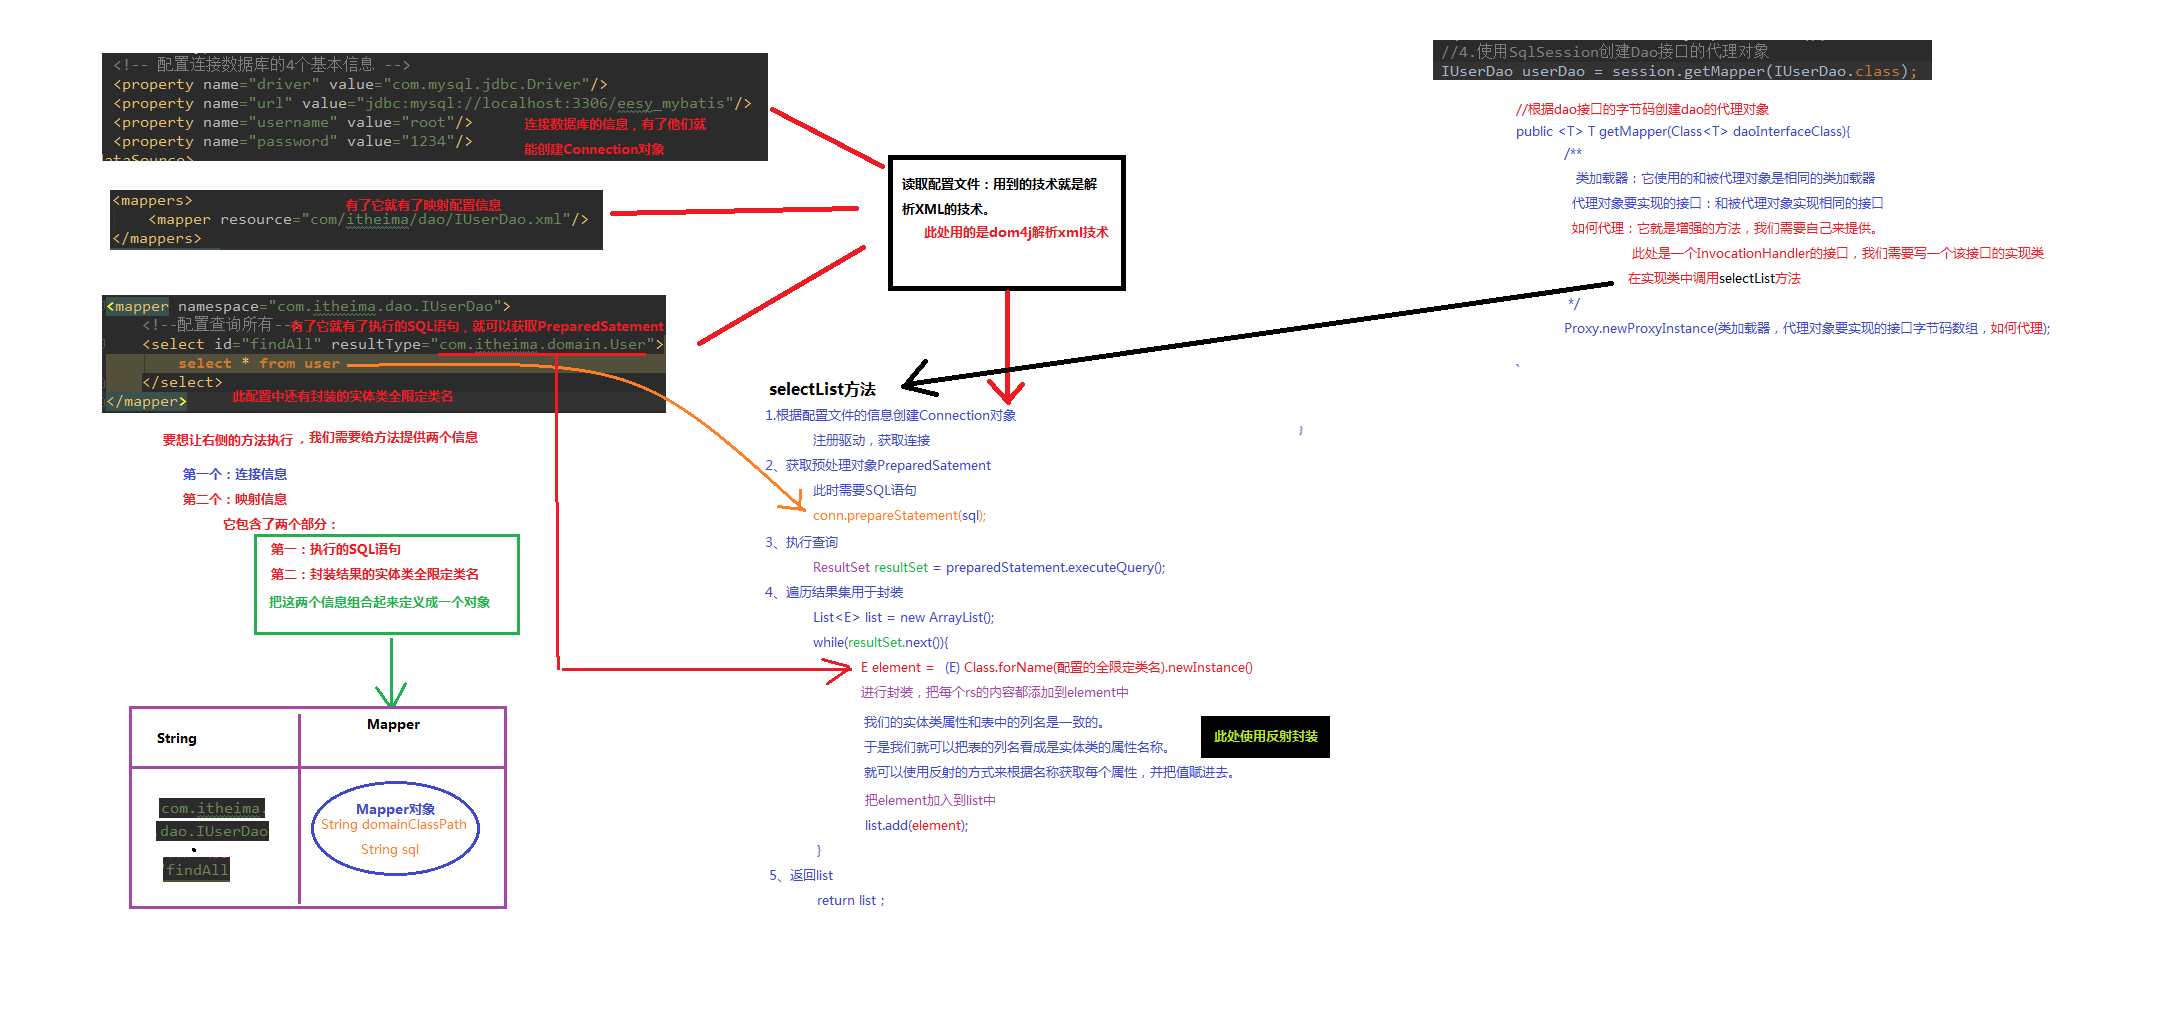 <!-- 配置连接数据库的4个基本信息 -->
<property name="driver" value="com.mysql.jdbc.Driver"/>
<property name="url" value="jdbc:mysql://localhost:3306/eesy_mybatis"/>
<property name="username" value="root"/>
<property name="password" value="1234"/>
连接数据库的信息，有了他们就
能创建Connection对象
ataSource>
<mappers>
有了它就有了映射配置信息
<mapper resource="com/itheima/dao/IUserDao.xml"/>
</mappers>
<mapper namespace="com.itheima.dao.IUserDao">
<!--配置查询所有--
有了它就有了执行的SQL语句，就可以获取PreparedSatement
<select id="findAll" resultType="com.itheima.domain.User">
select * from user
</select>
此配置中还有封装的实体类全限定类名
</mapper>
要想让右侧的方法执行 ，我们需要给方法提供两个信息
第一个：连接信息
第二个：映射信息
它包含了两个部分：
第一：执行的SQL语句
第二：封装结果的实体类全限定类名
把这两个信息组合起来定义成一个对象
String
Mapper
com.itheima.
dao.IUserDao
.
findAll
Mapper对象
String domainClassPath
String sql
读取配置文件：用到的技术就是解
析XML的技术。
此处用的是dom4j解析xml技术
selectList方法
1.根据配置文件的信息创建Connection对象
注册驱动，获取连接
2、获取预处理对象PreparedSatement
此时需要SQL语句
conn.prepareStatement(sql);
3、执行查询
ResultSet resultSet = preparedStatement.executeQuery();
4、遍历结果集用于封装
List<E> list = new ArrayList();
while(resultSet.next()){
E element = (E) Class.forName(配置的全限定类名).newInstance()
进行封装，把每个rs的内容都添加到element中
我们的实体类属性和表中的列名是一致的。
于是我们就可以把表的列名看成是实体类的属性名称。
就可以使用反射的方式来根据名称获取每个属性，并把值赋进去。
此处使用反射封装
把element加入到list中
list.add(element);
}
5、返回list
return list ;
//4.使用SqlSession创建Dao接口的代理对象
IUserDao userDao = session.getMapper(IUserDao.class);
//根据dao接口的字节码创建dao的代理对象
public <T> T getMapper(Class<T> daoInterfaceClass){
/**
类加载器：它使用的和被代理对象是相同的类加载器
代理对象要实现的接口：和被代理对象实现相同的接口
如何代理：它就是增强的方法，我们需要自己来提供。
此处是一个InvocationHandler的接口，我们需要写一个该接口的实现类
在实现类中调用selectList方法
*/
Proxy.newProxyInstance(类加载器，代理对象要实现的接口字节码数组，如何代理);
}